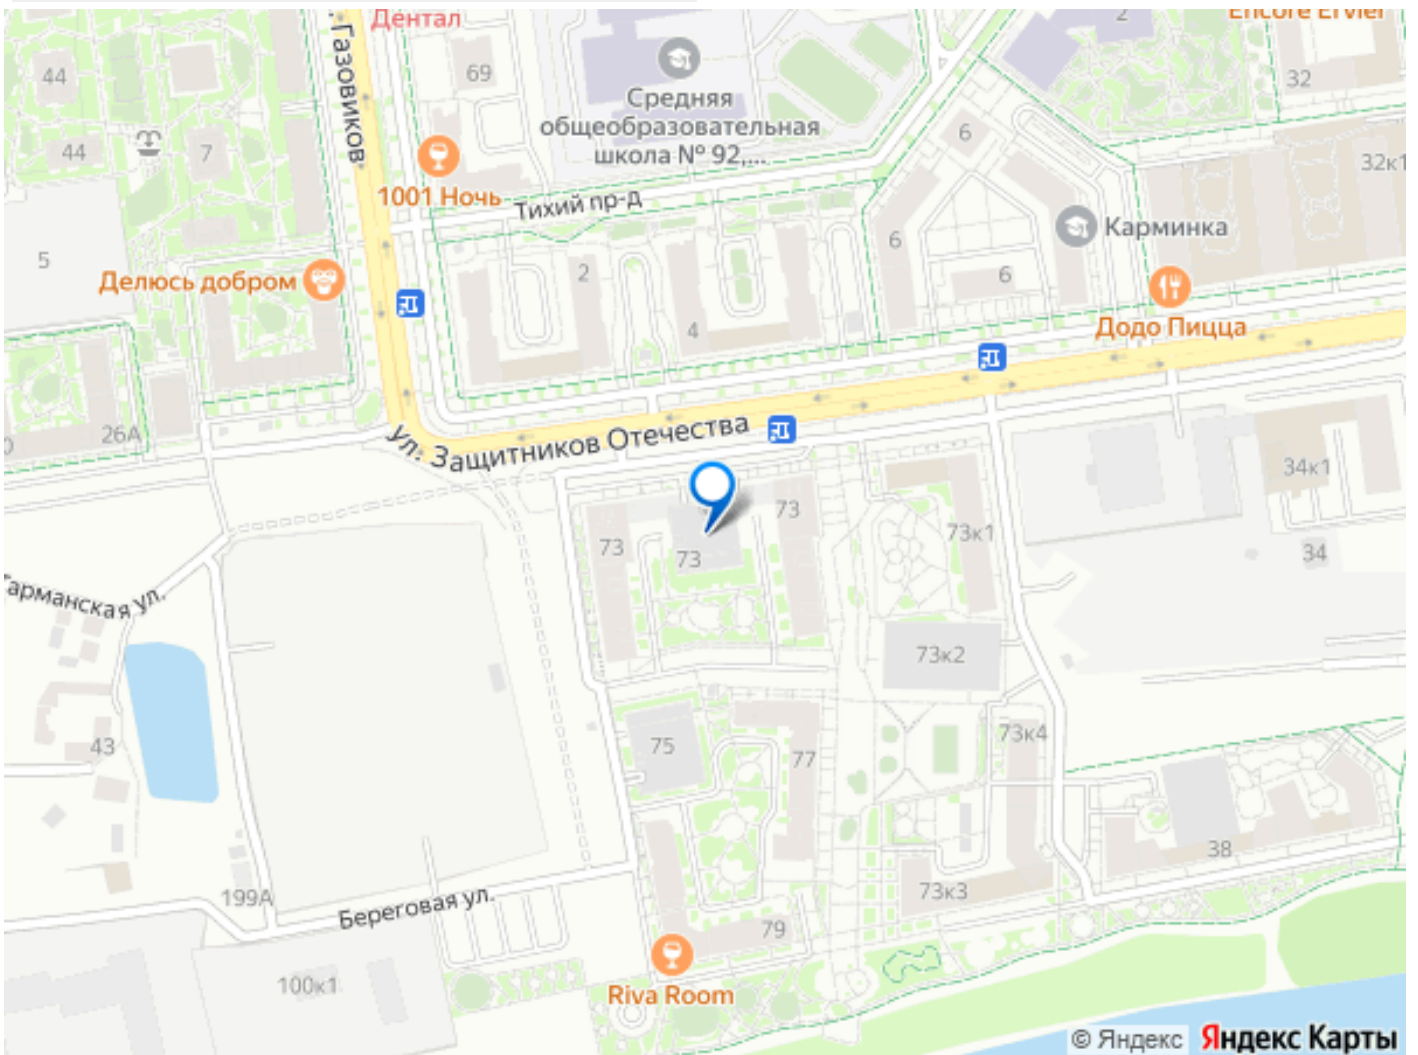 Дентал
Газовиков
2
Encore Ervier
44
69
Средняя
общеобразовательная
школа № 92,...
32
44
7
6
32к1
1001 Ночь
Тихий пр-д
6
Карминка
5
Делюсь добром
2
6
4
Додо Пицца
26А
ул. Защитников Отечества
34к1
73
73
73
73к1
34
Тарманская ул.
73к2
43
75
77
73к4
38
199А
Береговая ул.
73к3
79
100к1
Riva Room
© Яндекс Яндекс Карты